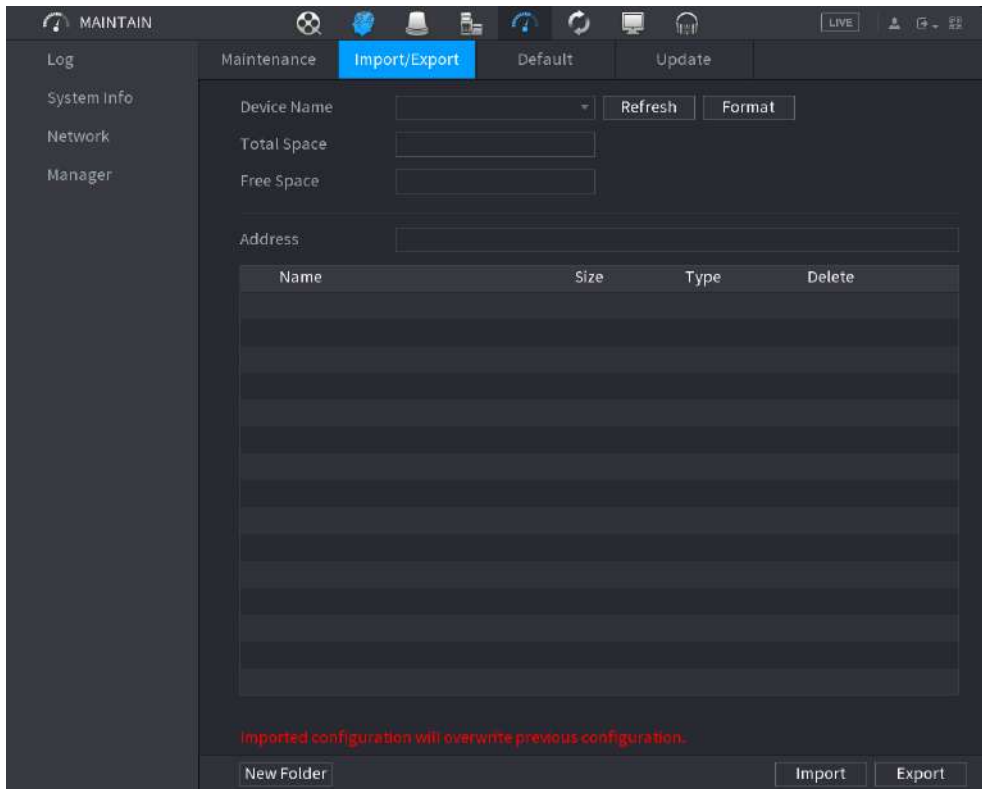 MAINTAIN LIVE
Log
System Info
Network
Manager
Maintenance Import/Export Default Update
Device Name Refresh Format
Total Space
Free Space
Address
Name Size Type Delete
Imported configuration will overwrite previous configuration.
New Folder Import Export